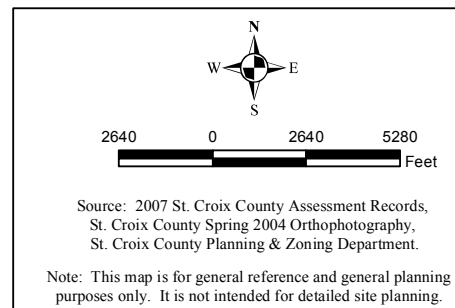 N
W E
S
2640 0 2640 5280
Feet
Source: 2007 St. Croix County Assessment Records,
St. Croix County Spring 2004 Orthophotography,
St. Croix County Planning & Zoning Department.
Note: This map is for general reference and general planning
purposes only. It is not intended for detailed site planning.